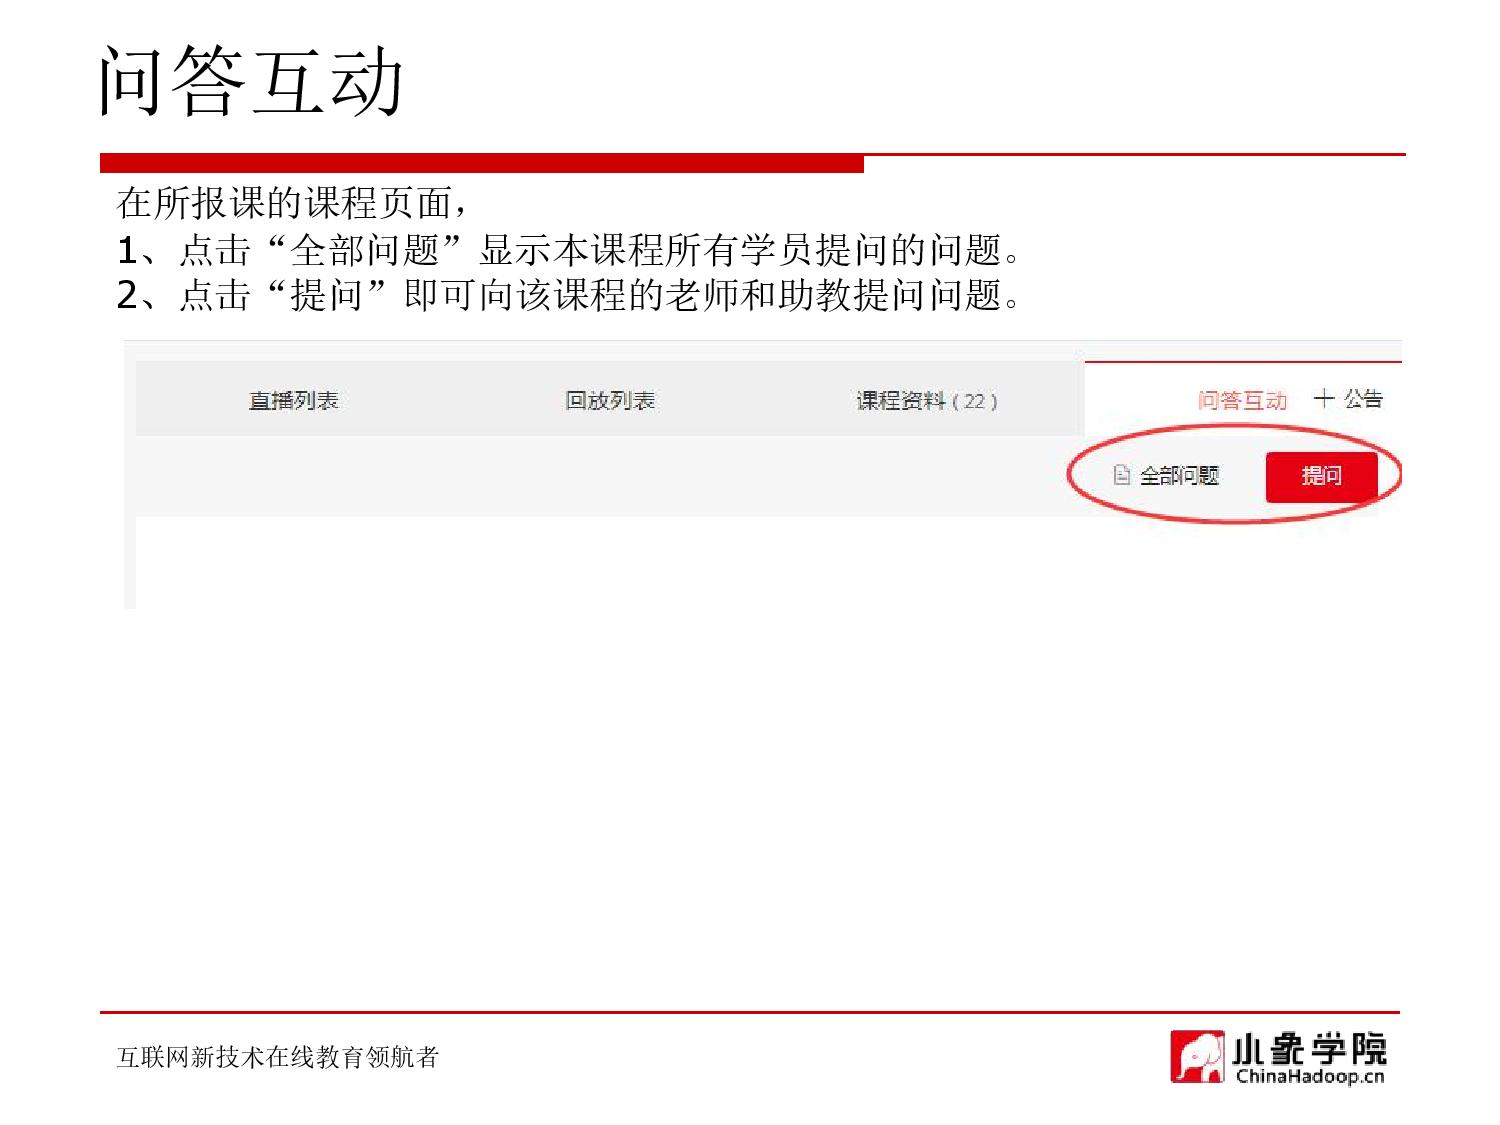 问答互动
在所报课的课程页面，
1、点击“全部问题”显示本课程所有学员提问的问题。
2、点击“提问”即可向该课程的老师和助教提问问题。
直播列表 回放列表 课程资料 ( 22 ) 问答互动 十 公告
全部问题 提问
互联网新技术在线教育领航者
小象学院
ChinaHadoop.cn